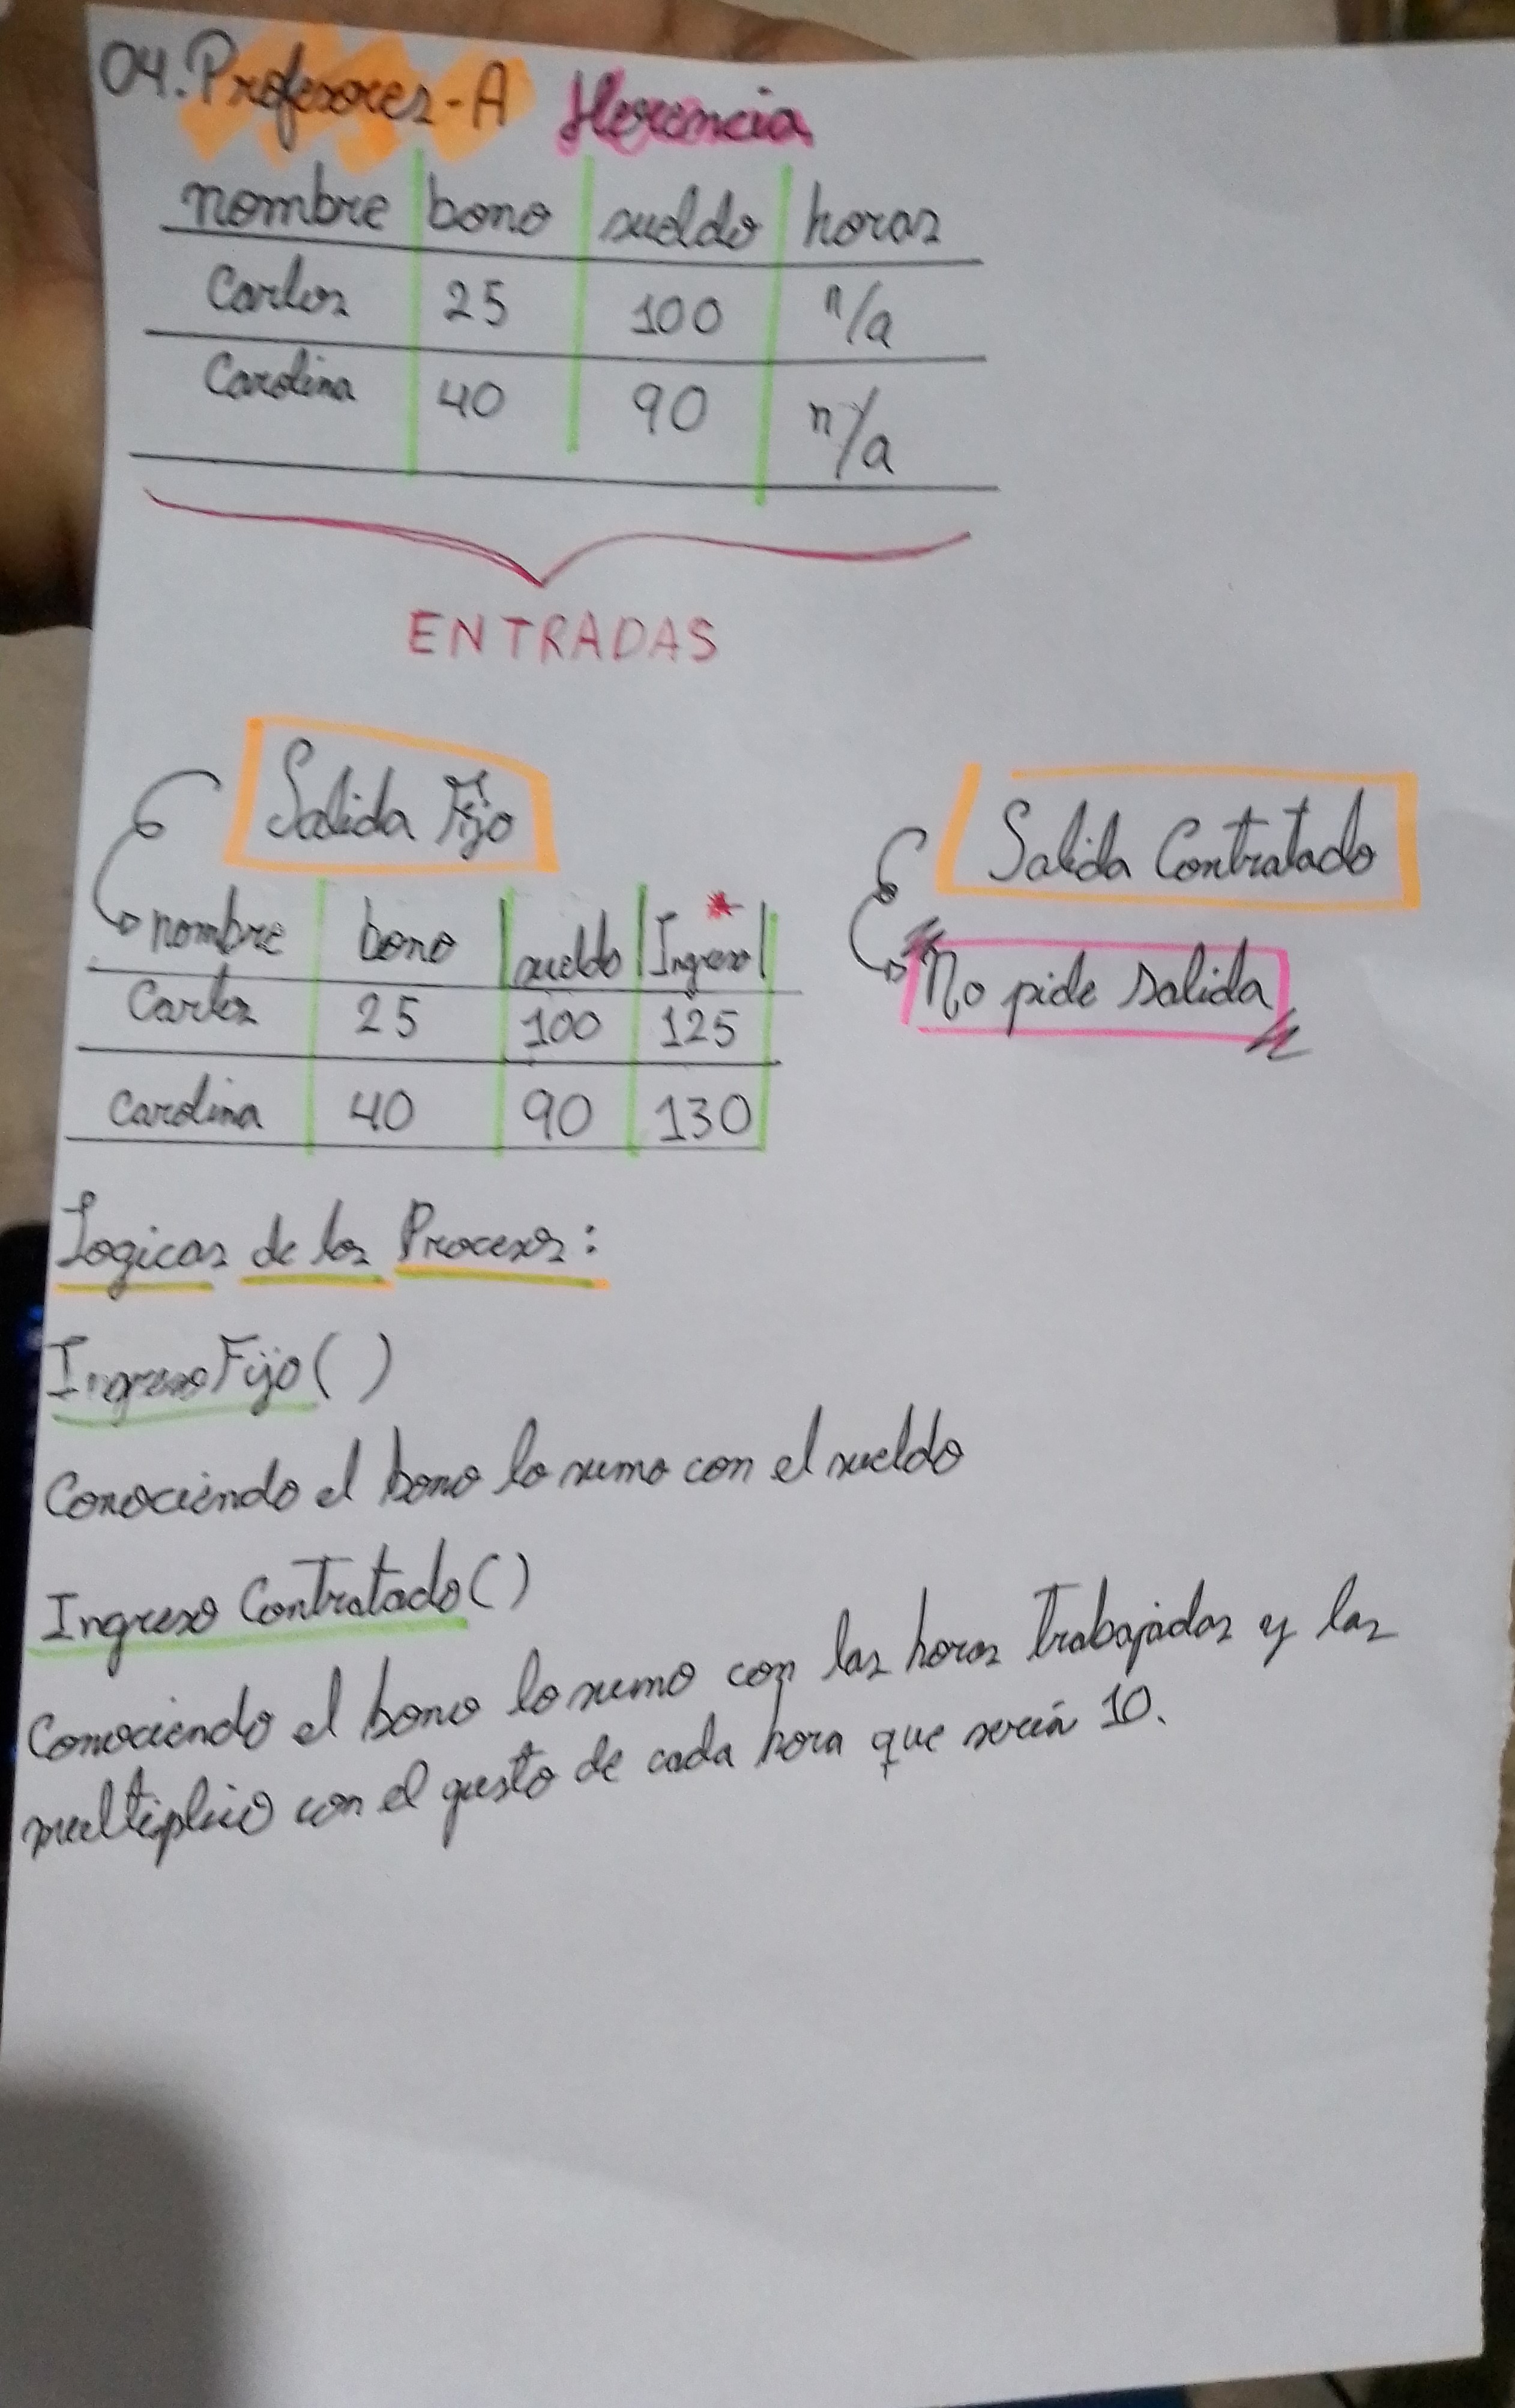 04. Profesores-A Herencia
nombre bono sueldo horas
Carlos 25 100 n/a
Carolina 40 90 n/a
ENTRADAS
Salida Fijo
Salida Contratado
nombre bono sueldo Ingreso *
"No pide salida"
Carlos 25 100 125
Carolina 40 90 130
Logicas de los Procesos:
IngresoFijo()
Conociendo el bono lo sumo con el sueldo
Ingreso Contratado()
Conociendo el bono lo sumo con las horas trabajadas y las
multiplico con el gasto de cada hora que sería 10.